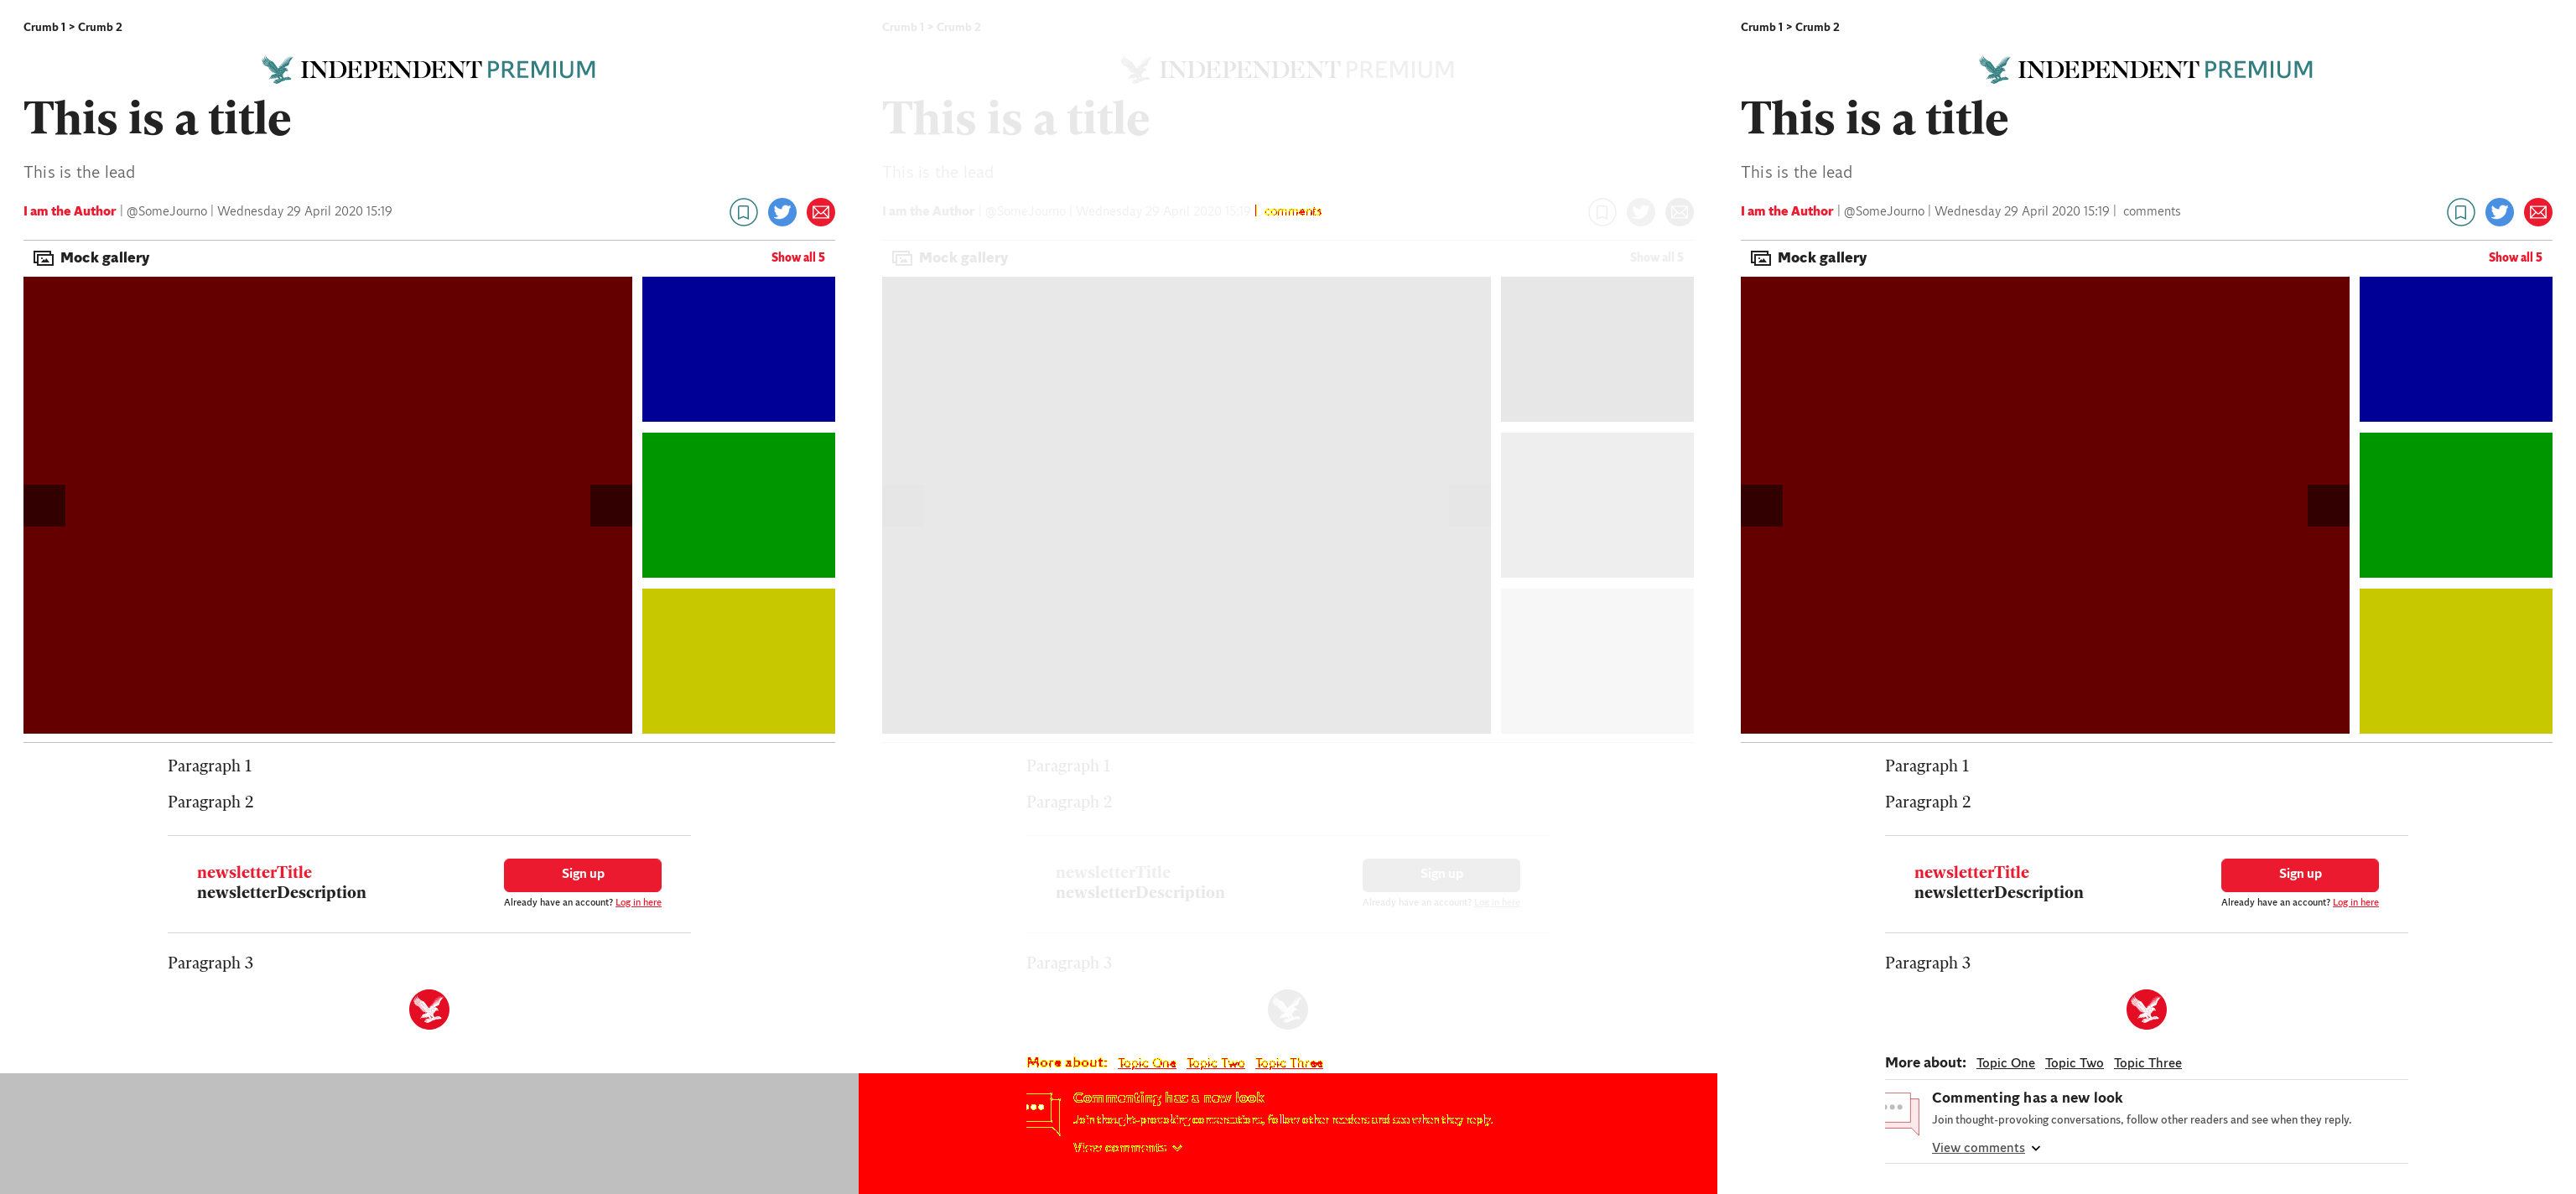 Crumb 1 > Crumb 2
INDEPENDENT PREMIUM
This is a title
This is the lead
I am the Author | @SomeJourno | Wednesday 29 April 2020 15:19
Mock gallery
Show all 5
Paragraph 1
Paragraph 2
newsletterTitle
newsletterDescription
Sign up
Already have an account? Log in here
Paragraph 3
Crumb 1 > Crumb 2
INDEPENDENT PREMIUM
This is a title
This is the lead
I am the Author | @SomeJourno | Wednesday 29 April 2020 15:19 | comments
Mock gallery
Show all 5
Paragraph 1
Paragraph 2
newsletterTitle
newsletterDescription
Sign up
Already have an account? Log in here
Paragraph 3
More about: Topic One Topic Two Topic Three
Commenting has a new look
Join thought-provoking conversations, follow other readers and see when they reply.
View comments
Crumb 1 > Crumb 2
INDEPENDENT PREMIUM
This is a title
This is the lead
I am the Author | @SomeJourno | Wednesday 29 April 2020 15:19 | comments
Mock gallery
Show all 5
Paragraph 1
Paragraph 2
newsletterTitle
newsletterDescription
Sign up
Already have an account? Log in here
Paragraph 3
More about: Topic One Topic Two Topic Three
Commenting has a new look
Join thought-provoking conversations, follow other readers and see when they reply.
View comments